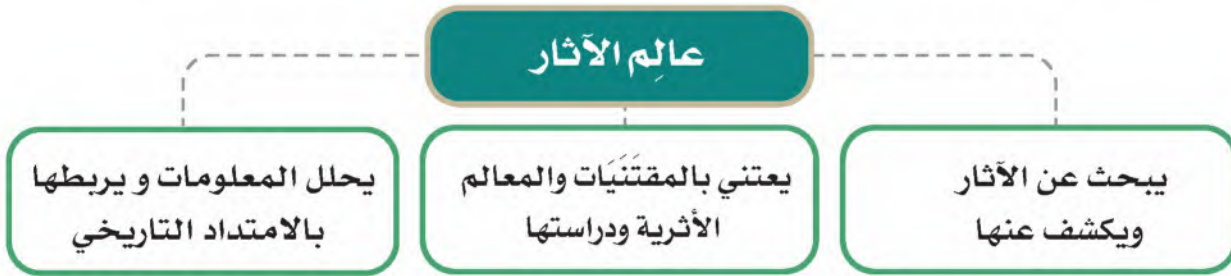 عالِم الآثار
يبحث عن الآثار
ويكشف عنها
يعتني بالمقتَنَيَات والمعالم
الأثرية ودراستها
يحلل المعلومات و يربطها
بالامتداد التاريخي